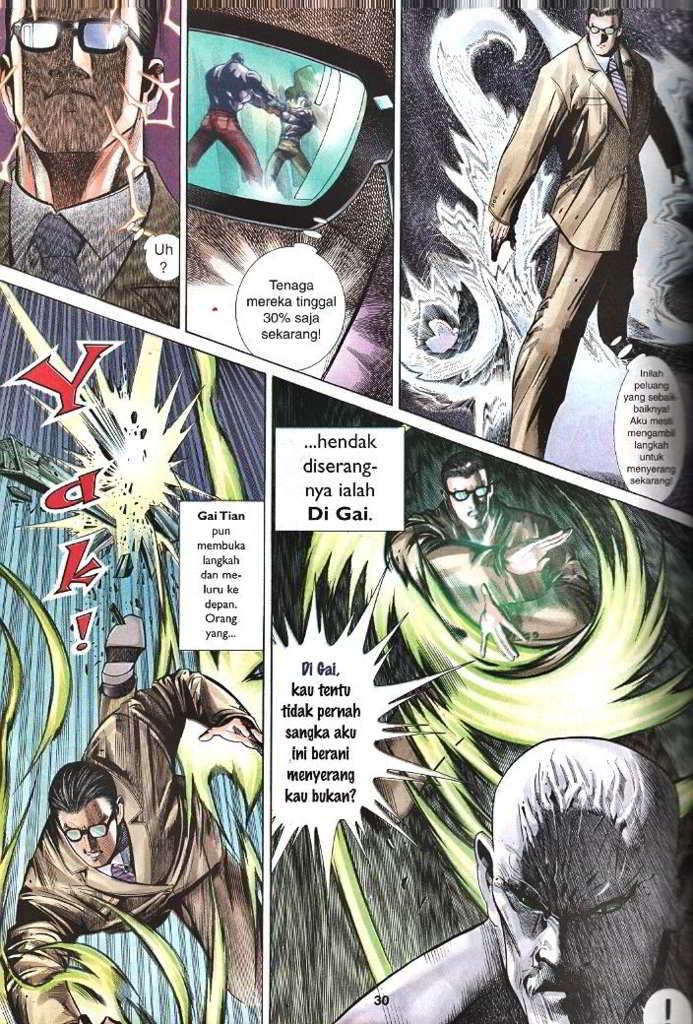 Uh
?
Tenaga
mereka tinggal
30% saja
sekarang!
Inilah
peluang
yang sebaik-
baiknya!
Aku mesti
mengambil
langkah
untuk
menyerang
sekarang!
Yaak!
Gai Tian
pun
membuka
langkah
dan me-
luru ke
depan.
Orang
yang...
...hendak
diserang-
nya ialah
Di Gai.
Di Gai,
kau tentu
tidak pernah
sangka aku
ini berani
menyerang
kau bukan?
!
30